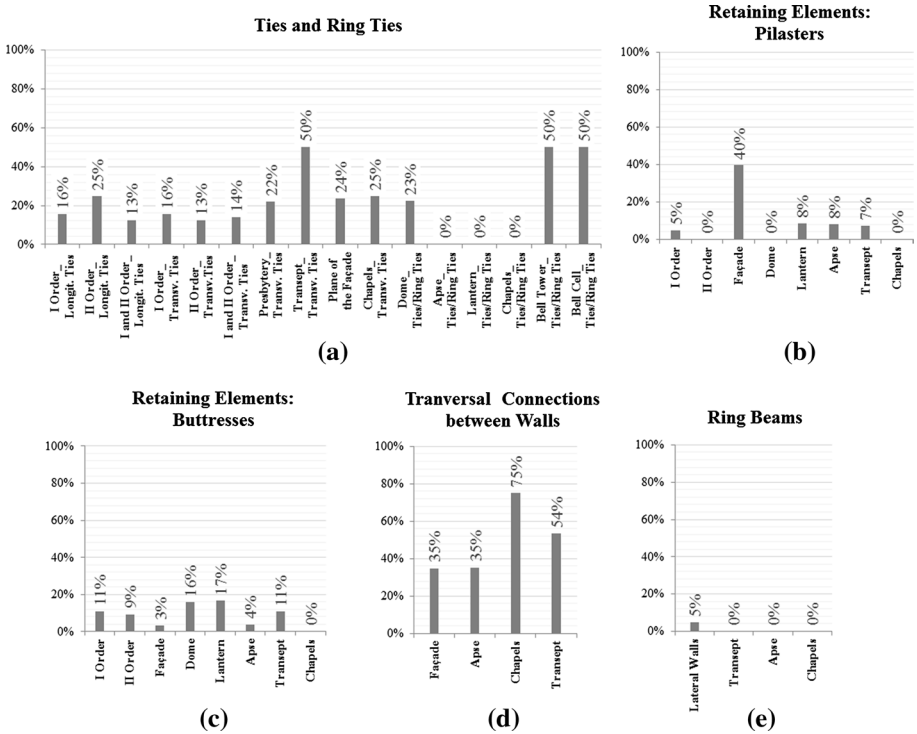 Ties and Ring Ties
100%
80%
60%
40%
20%
0%
16%
25%
13%
16%
13%
14%
22%
50%
24%
25%
23%
0%
0%
0%
50%
50%
I Order_
Longit. Ties
II Order_
Longit. Ties
I and II Order_
Longit. Ties
I Order_
Transv. Ties
II Order_
Transv.Ties
I and II Order_
Transv. Ties
Presbytery_
Transv. Ties
Transept_
Transv. Ties
Plane of
the Façade
Chapels_
Transv. Ties
Dome_
Ties/Ring Ties
Apse_
Ties/Ring Ties
Lantern_
Ties/Ring Ties
Chapels_
Ties/Ring Ties
Bell Tower_
Ties/Ring Ties
Bell Cell_
Ties/Ring Ties
(a)
Retaining Elements:
Pilasters
100%
80%
60%
40%
20%
0%
5%
0%
40%
0%
8%
8%
7%
0%
I Order
II Order
Façade
Dome
Lantern
Apse
Transept
Chapels
(b)
Retaining Elements:
Buttresses
100%
80%
60%
40%
20%
0%
11%
9%
3%
16%
17%
4%
11%
0%
I Order
II Order
Façade
Dome
Lantern
Apse
Transept
Chapels
(c)
Tranversal Connections
between Walls
100%
80%
60%
40%
20%
0%
35%
35%
75%
54%
Façade
Apse
Chapels
Transept
(d)
Ring Beams
100%
80%
60%
40%
20%
0%
5%
0%
0%
0%
Lateral Walls
Transept
Apse
Chapels
(e)